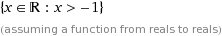 {x ∈ ℝ : x > -1}
(assuming a function from reals to reals)